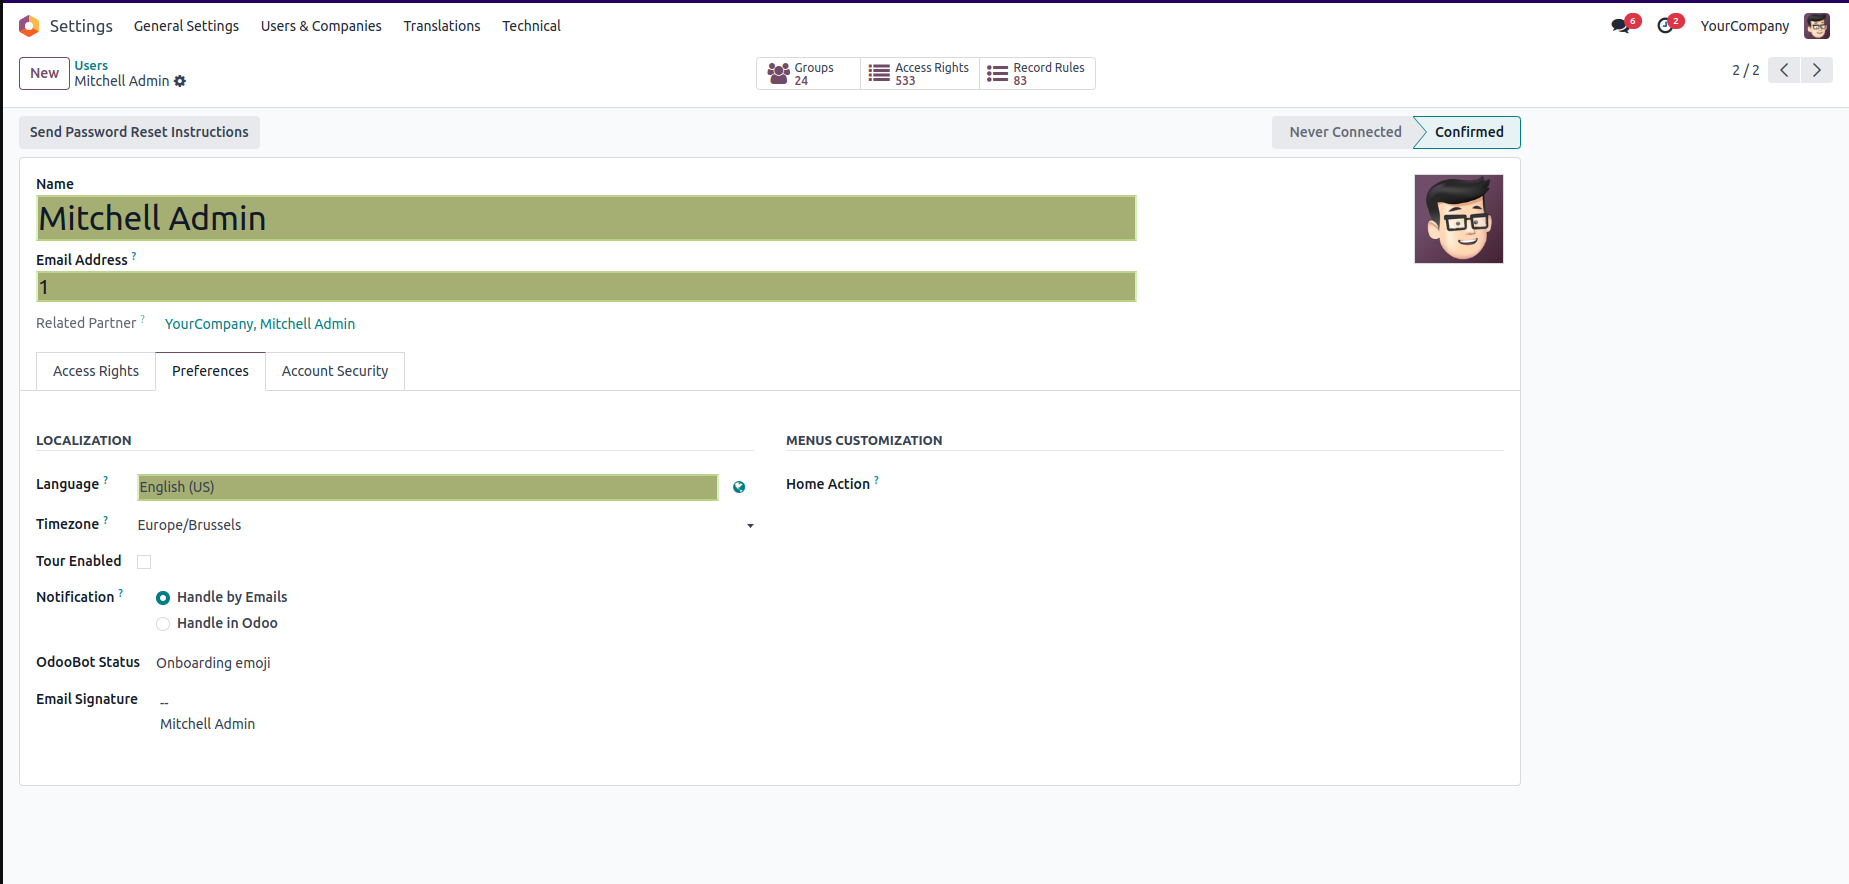 Settings General Settings Users & Companies Translations Technical 6 2 YourCompany
New Users
Mitchell Admin
Groups 24
Access Rights 533
Record Rules 83
2 / 2
Send Password Reset Instructions
Never Connected Confirmed
Name
Mitchell Admin
Email Address ?
1
Related Partner ? YourCompany, Mitchell Admin
Access Rights Preferences Account Security
LOCALIZATION
Language ? English (US)
Timezone ? Europe/Brussels
Tour Enabled
Notification ? Handle by Emails
Handle in Odoo
OdooBot Status Onboarding emoji
Email Signature --
Mitchell Admin
MENUS CUSTOMIZATION
Home Action ?